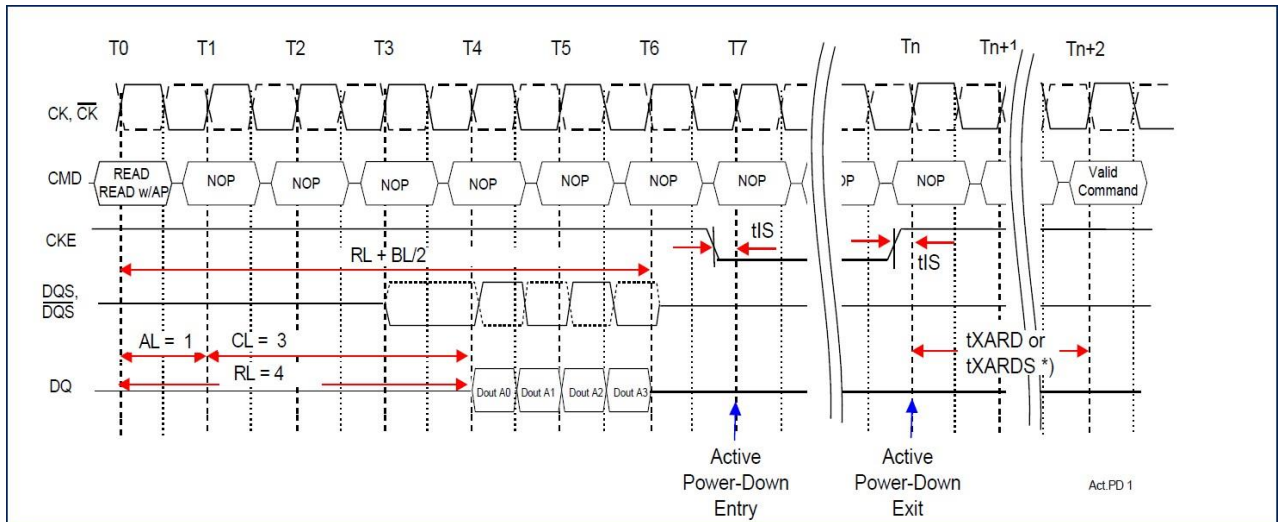 T0 T1 T2 T3 T4 T5 T6 T7 Tn Tn+1 Tn+2
CK, C̅K̅
CMD
READ
READ w/AP
NOP NOP NOP NOP NOP NOP NOP OP NOP
Valid
Command
CKE
tIS
tIS
RL + BL/2
DQS,
D̅Q̅S̅
AL = 1
CL = 3
tXARD or
tXARDS *)
RL = 4
DQ
Dout A0 Dout A1 Dout A2 Dout A3
Active
Power-Down
Entry
Active
Power-Down
Exit
Act.PD 1